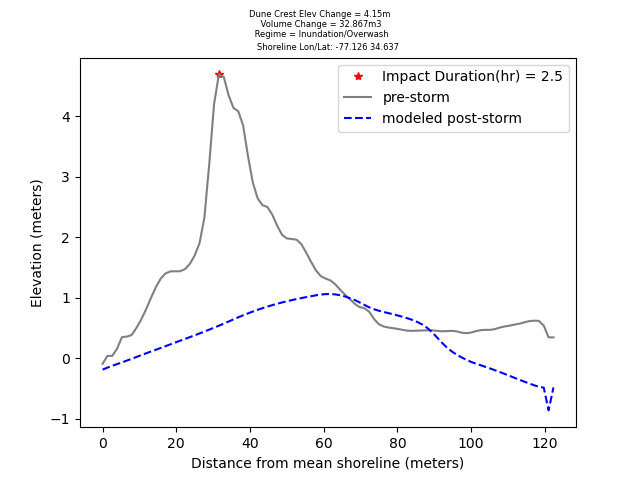 Dune Crest Elev Change = 4.15m
Volume Change = 32.867m3
Regime = Inundation/Overwash
Shoreline Lon/Lat: -77.126 34.637
Impact Duration(hr) = 2.5
pre-storm
modeled post-storm
Elevation (meters)
4
3
2
1
0
−1
0 20 40 60 80 100 120
Distance from mean shoreline (meters)